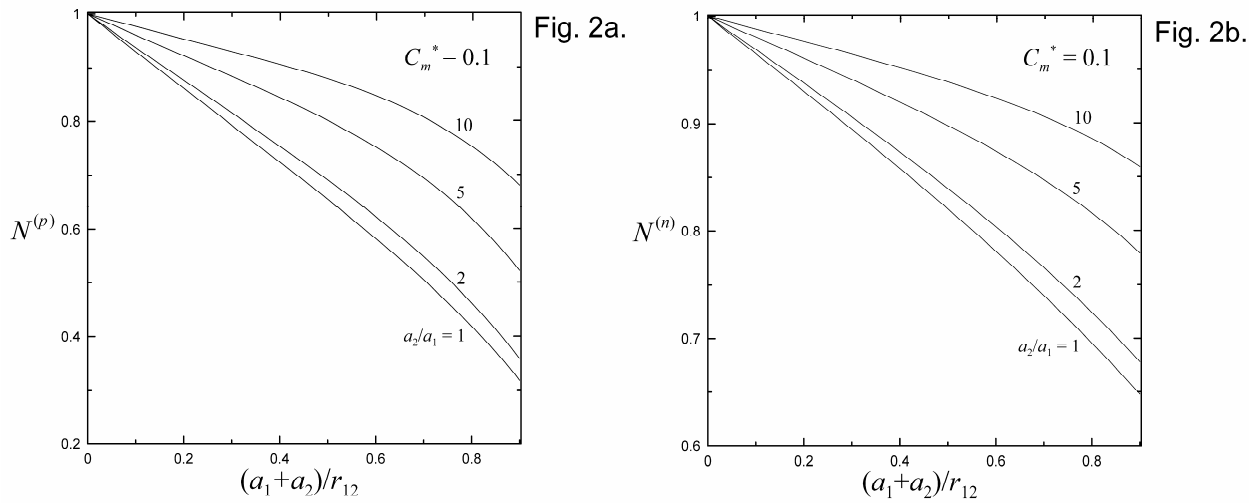 Fig. 2a.
C_m^* − 0.1
1
0.8
0.6
0.4
0.2
N^(p)
10
5
2
a_2/a_1 = 1
0 0.2 0.4 0.6 0.8
(a_1+a_2)/r_12
Fig. 2b.
C_m^* = 0.1
1
0.9
0.8
0.7
0.6
N^(n)
10
5
2
a_2/a_1 = 1
0 0.2 0.4 0.6 0.8
(a_1+a_2)/r_12